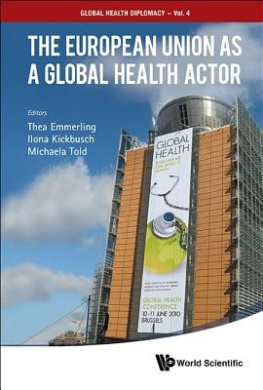 GLOBAL HEALTH DIPLOMACY – Vol. 4
THE EUROPEAN UNION AS
A GLOBAL HEALTH ACTOR
Editors
Thea Emmerling
Ilona Kickbusch
Michaela Told
GLOBAL
HEALTH
GLOBAL HEALTH
CONFERENCE
10-11 JUNE 2010
BRUSSELS
World Scientific